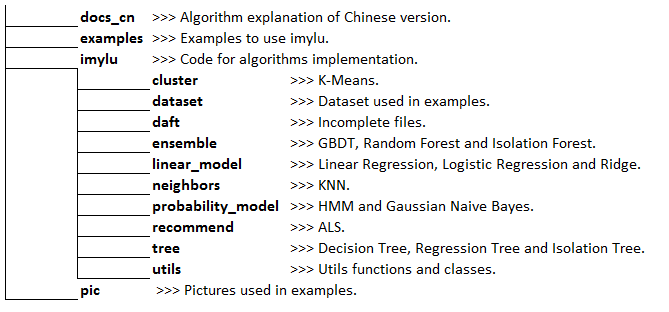 docs_cn >>> Algorithm explanation of Chinese version.
examples >>> Examples to use imylu.
imylu >>> Code for algorithms implementation.
cluster >>> K-Means.
dataset >>> Dataset used in examples.
daft >>> Incomplete files.
ensemble >>> GBDT, Random Forest and Isolation Forest.
linear_model >>> Linear Regression, Logistic Regression and Ridge.
neighbors >>> KNN.
probability_model >>> HMM and Gaussian Naive Bayes.
recommend >>> ALS.
tree >>> Decision Tree, Regression Tree and Isolation Tree.
utils >>> Utils functions and classes.
pic >>> Pictures used in examples.